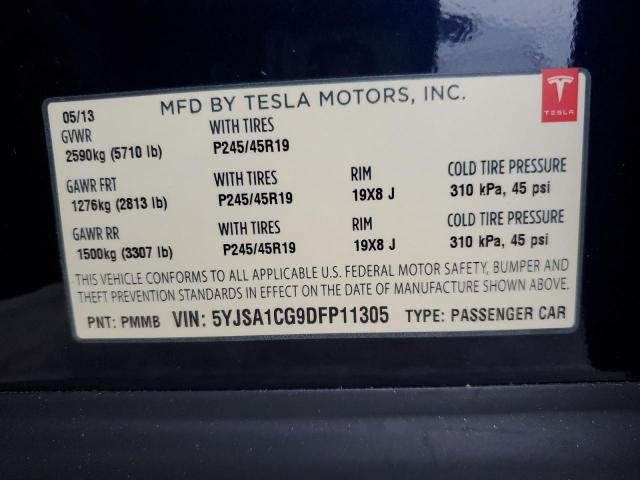 05/13
MFD BY TESLA MOTORS, INC.
TESLA
GVWR WITH TIRES
2590kg (5710 lb) P245/45R19
GAWR FRT WITH TIRES RIM COLD TIRE PRESSURE
1276kg (2813 lb) P245/45R19 19X8 J 310 kPa, 45 psi
GAWR RR WITH TIRES RIM COLD TIRE PRESSURE
1500kg (3307 lb) P245/45R19 19X8 J 310 kPa, 45 psi
THIS VEHICLE CONFORMS TO ALL APPLICABLE U.S. FEDERAL MOTOR SAFETY, BUMPER AND
THEFT PREVENTION STANDARDS IN EFFECT ON THE DATE OF MANUFACTURE SHOWN ABOVE.
PNT: PMMB VIN: 5YJSA1CG9DFP11305 TYPE: PASSENGER CAR